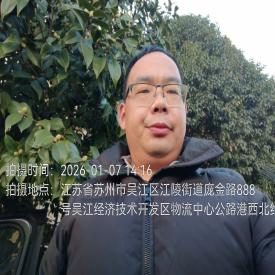 拍摄时间：2026-01-07 14:16
拍摄地点：江苏省苏州市吴江区江陵街道庞金路888
号吴江经济技术开发区物流中心公路港西北